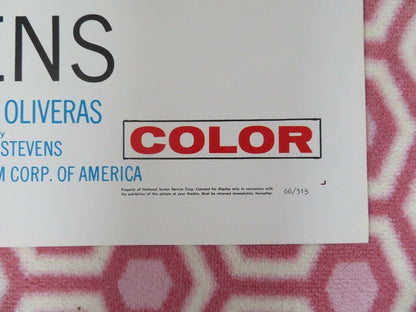 ENS
OLIVERAS
y
STEVENS
M CORP. OF AMERICA
COLOR
Property of National Screen Service Corp. Licensed for display only in connection with
the exhibition of this picture at your theatre. Must be returned immediately thereafter.
66/315